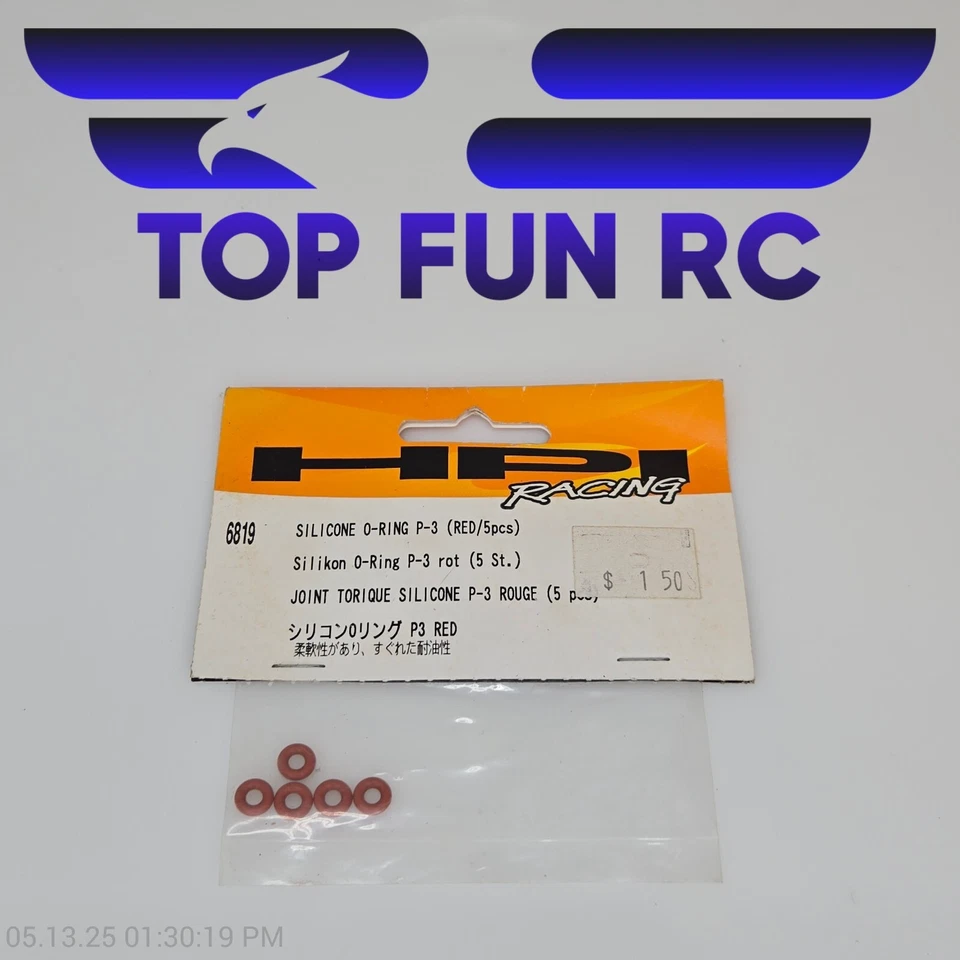 TOP FUN RC
HPI
RACING
6819
SILICONE O-RING P-3 (RED/5pcs)
Silikon O-Ring P-3 rot (5 St.)
$ 1 50
JOINT TORIQUE SILICONE P-3 ROUGE (5 pcs)
シリコンOリング P3 RED
柔軟性があり、すぐれた耐油性
05.13.25 01:30:19 PM